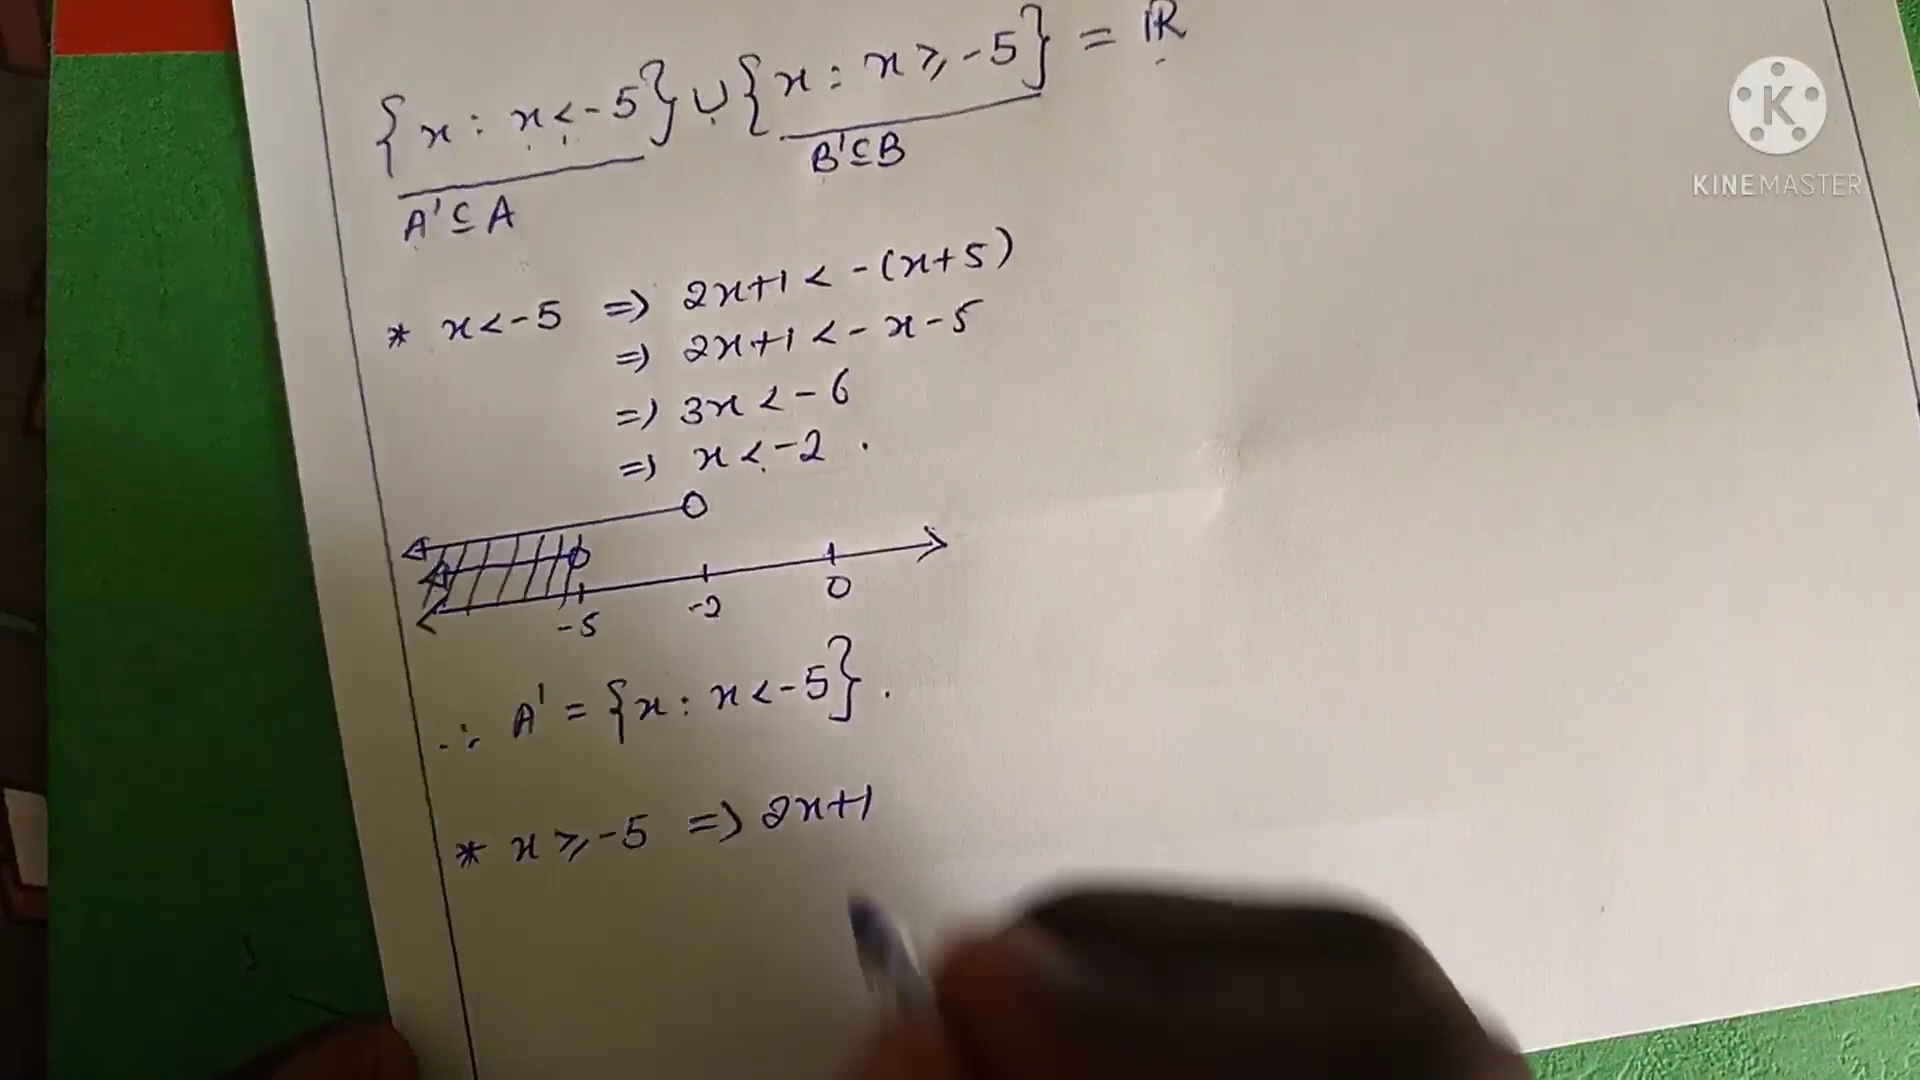 {x : x < -5} ∪ {x : x ≥ -5} = ℝ
A' ⊆ A
B' ⊆ B
* x < -5 ⇒ 2x+1 < -(x+5)
⇒ 2x+1 < -x-5
⇒ 3x < -6
⇒ x < -2 .
-5 -2 0
∴ A' = {x : x < -5} .
* x ≥ -5 ⇒ 2x+1
K
KINEMASTER